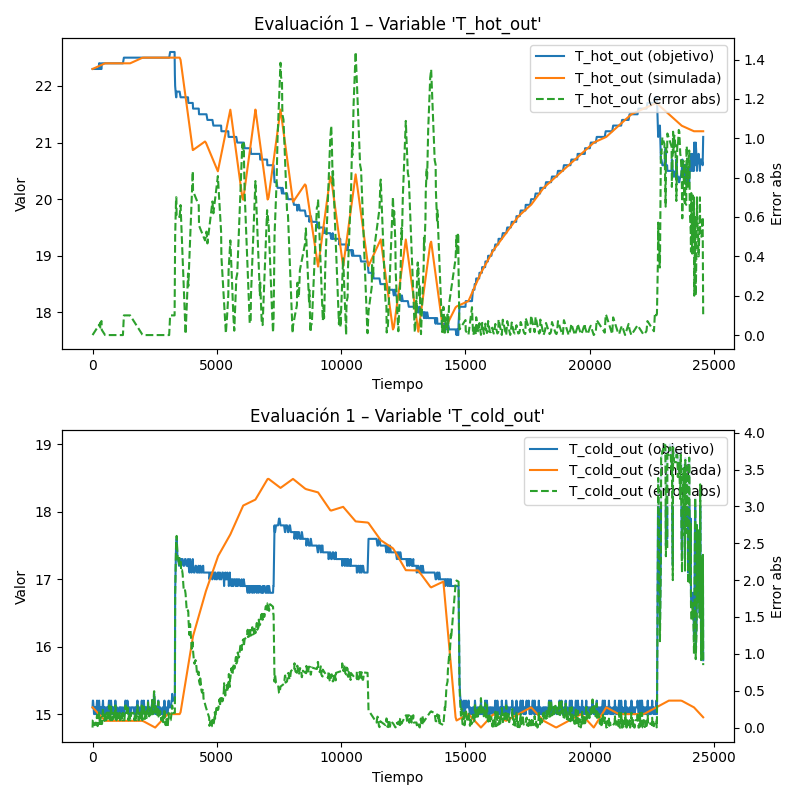 Evaluación 1 – Variable 'T_hot_out'
T_hot_out (objetivo)
T_hot_out (simulada)
T_hot_out (error abs)
Valor
Error abs
22
21
20
19
18
1.4
1.2
1.0
0.8
0.6
0.4
0.2
0.0
0
5000
10000
15000
20000
25000
Tiempo
Evaluación 1 – Variable 'T_cold_out'
T_cold_out (objetivo)
T_cold_out (simulada)
T_cold_out (error abs)
Valor
Error abs
19
18
17
16
15
4.0
3.5
3.0
2.5
2.0
1.5
1.0
0.5
0.0
0
5000
10000
15000
20000
25000
Tiempo